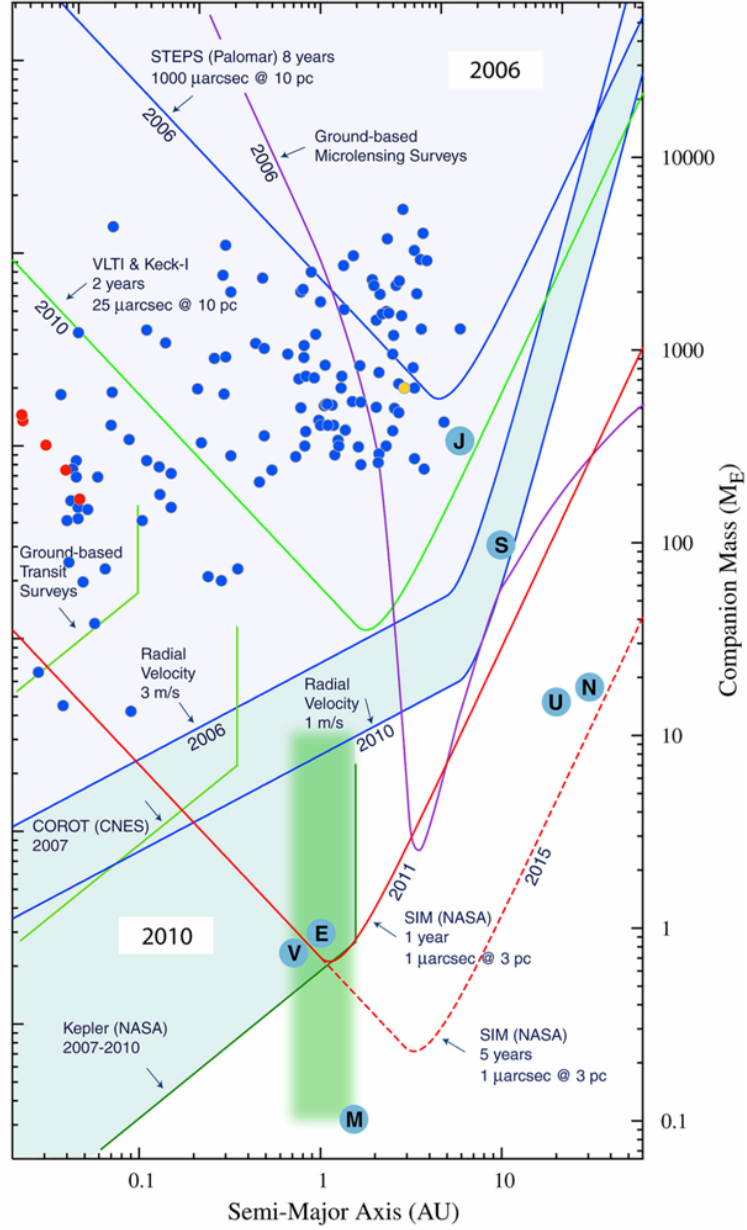 STEPS (Palomar) 8 years
1000 µarcsec @ 10 pc
2006
2006
2006
Ground-based
Microlensing Surveys
10000
VLTI & Keck-I
2 years
25 µarcsec @ 10 pc
2010
1000
J
S
100
Ground-based
Transit
Surveys
Radial
Velocity
3 m/s
2006
Radial
Velocity
1 m/s
2010
U
N
10
COROT (CNES)
2007
2011
2015
2010
V
E
SIM (NASA)
1 year
1 µarcsec @ 3 pc
1
Kepler (NASA)
2007-2010
SIM (NASA)
5 years
1 µarcsec @ 3 pc
M
0.1
Companion Mass (ME)
0.1
1
10
Semi-Major Axis (AU)